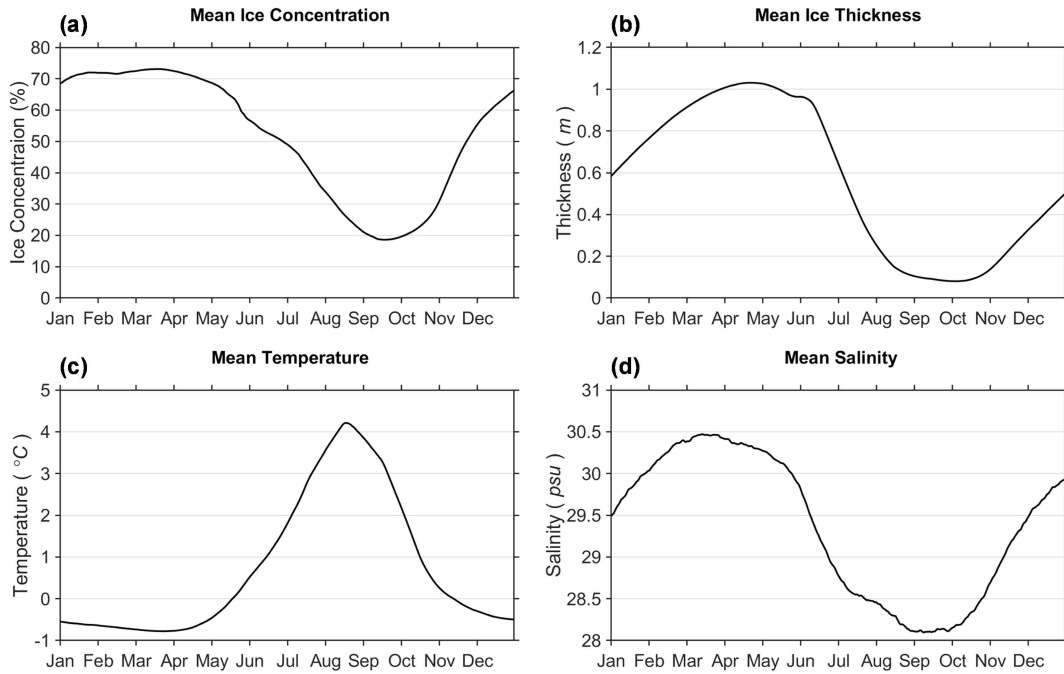 (a) Mean Ice Concentration
Ice Concentraion (%)
80
70
60
50
40
30
20
10
0
Jan Feb Mar Apr May Jun Jul Aug Sep Oct Nov Dec
(b) Mean Ice Thickness
Thickness ( m )
1.2
1
0.8
0.6
0.4
0.2
0
Jan Feb Mar Apr May Jun Jul Aug Sep Oct Nov Dec
(c) Mean Temperature
Temperature ( °C )
5
4
3
2
1
0
-1
Jan Feb Mar Apr May Jun Jul Aug Sep Oct Nov Dec
(d) Mean Salinity
Salinity ( psu )
31
30.5
30
29.5
29
28.5
28
Jan Feb Mar Apr May Jun Jul Aug Sep Oct Nov Dec